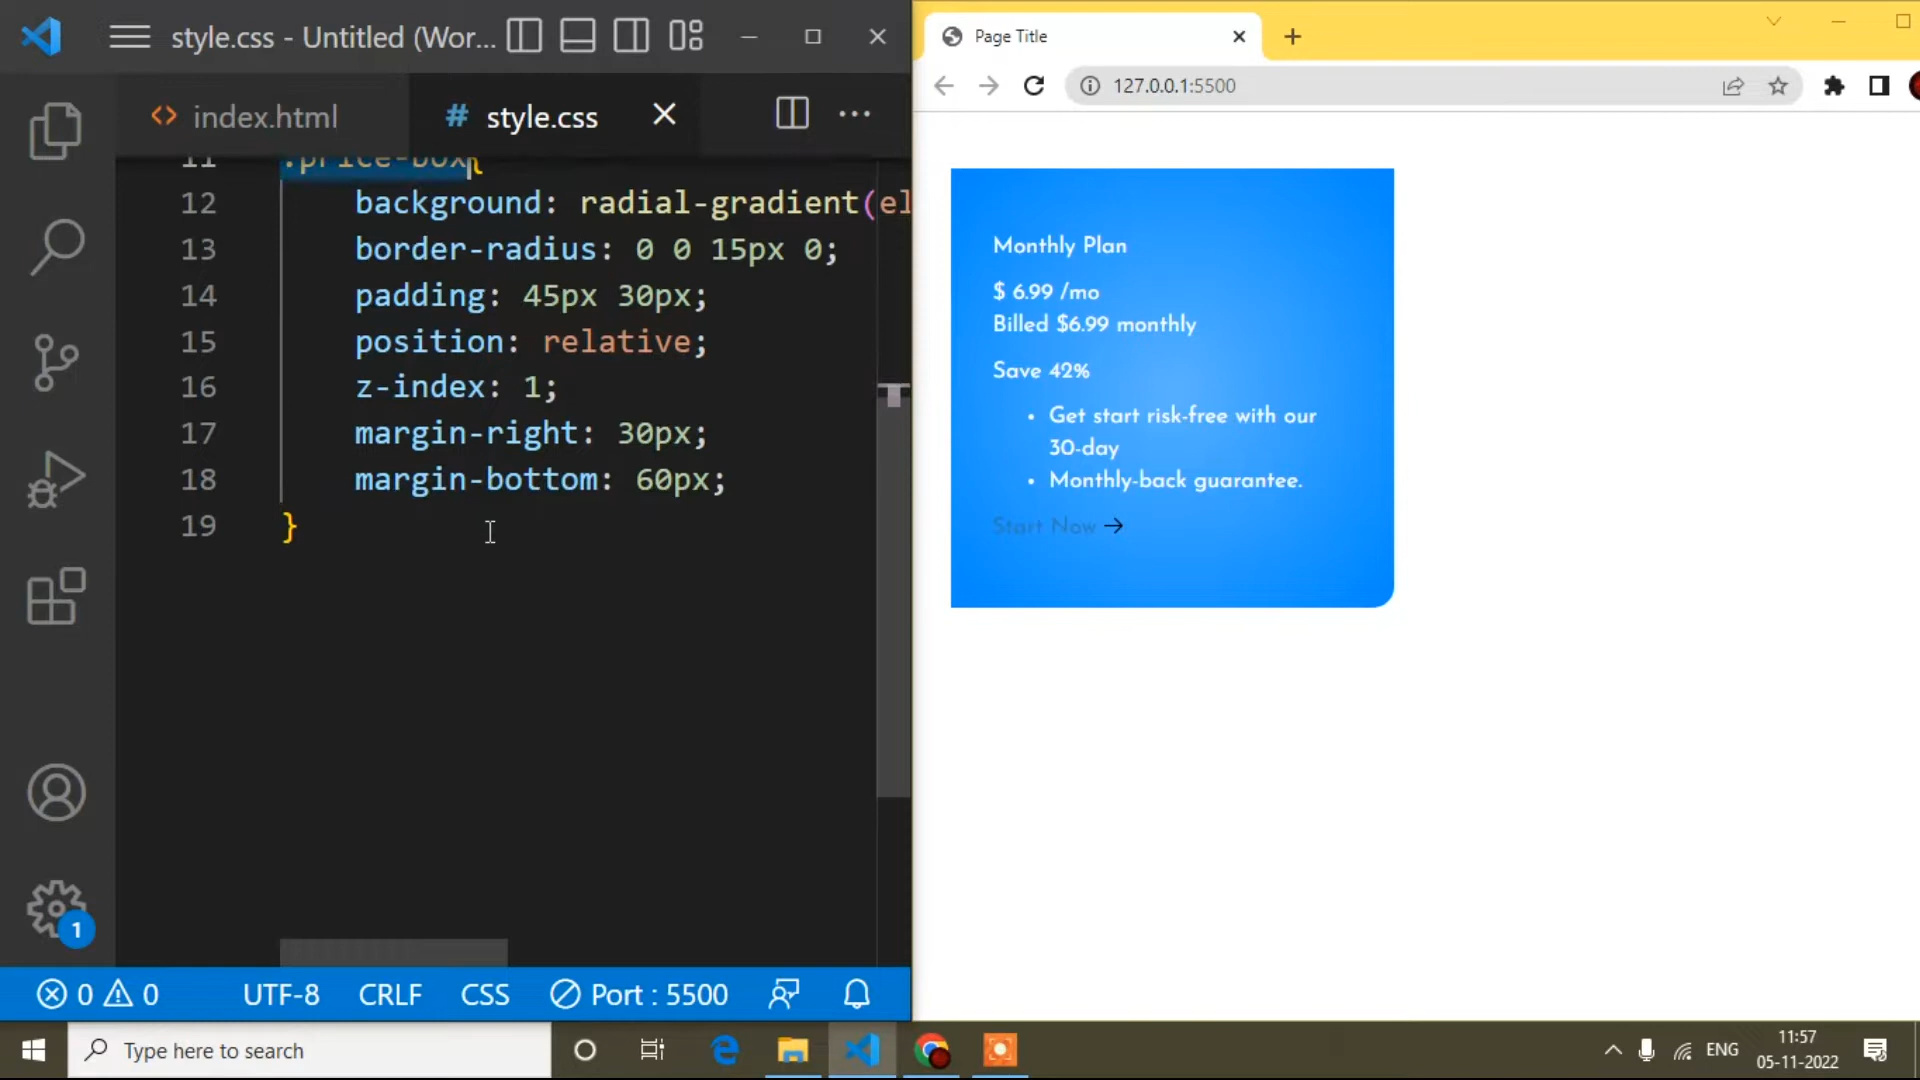 style.css - Untitled (Wor...
index.html
# style.css
11 .price-box{
12 background: radial-gradient(el
13 border-radius: 0 0 15px 0;
14 padding: 45px 30px;
15 position: relative;
16 z-index: 1;
17 margin-right: 30px;
18 margin-bottom: 60px;
19 }
1
0 0 UTF-8 CRLF CSS Port : 5500
Page Title
127.0.0.1:5500
Monthly Plan
$ 6.99 /mo
Billed $6.99 monthly
Save 42%
• Get start risk-free with our
30-day
• Monthly-back guarantee.
Start Now →
Type here to search
ENG
11:57
05-11-2022